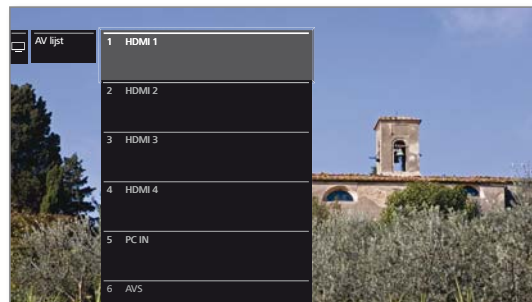 AV lijst
1 HDMI 1
2 HDMI 2
3 HDMI 3
4 HDMI 4
5 PC IN
6 AVS